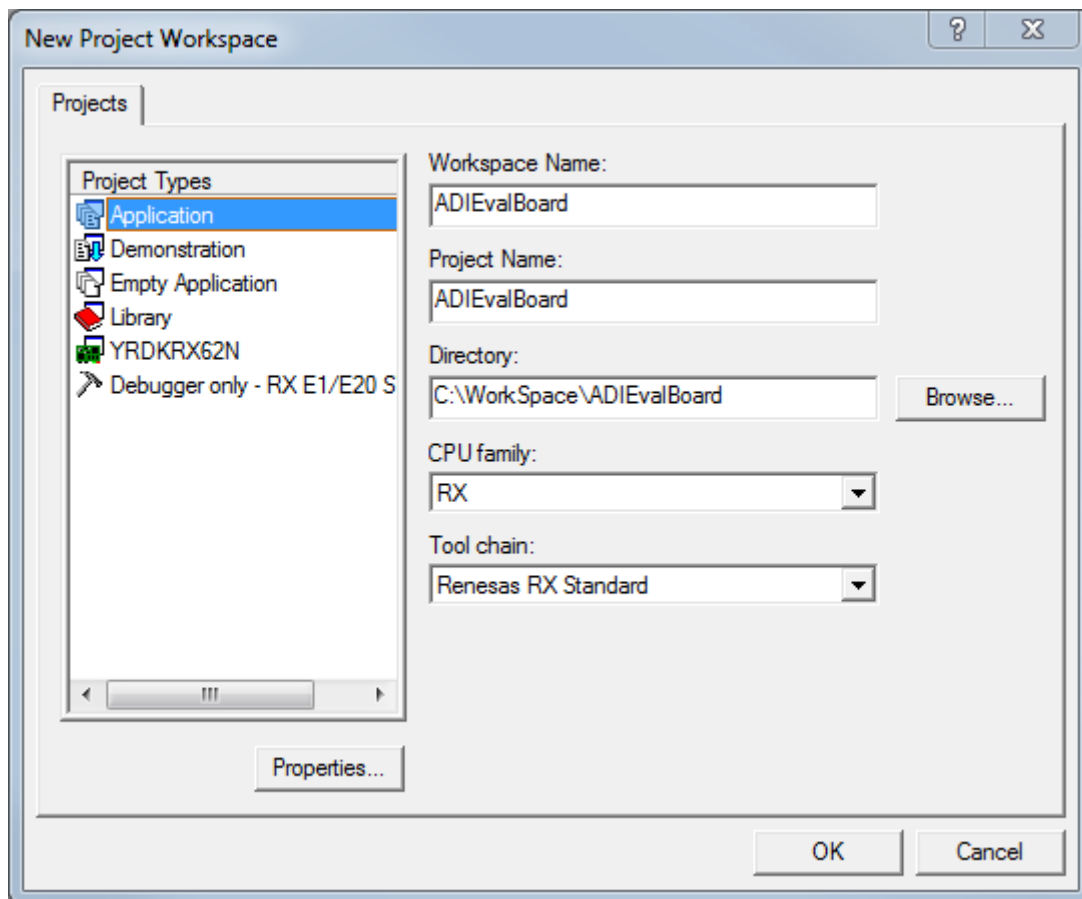 New Project Workspace
Projects
Project Types
Application
Demonstration
Empty Application
Library
YRDKRX62N
Debugger only - RX E1/E20 S
Properties...
Workspace Name:
ADIEvalBoard
Project Name:
ADIEvalBoard
Directory:
C:\WorkSpace\ADIEvalBoard
Browse...
CPU family:
RX
Tool chain:
Renesas RX Standard
OK
Cancel